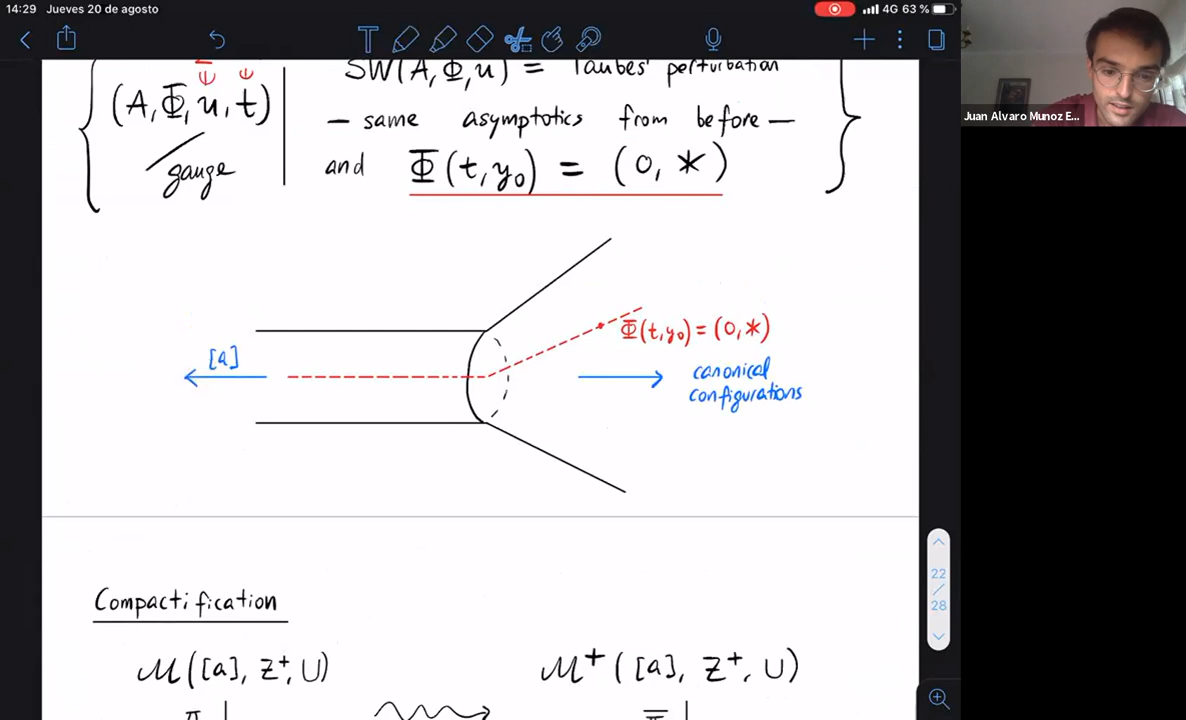 14:29 Jueves 20 de agosto
4G 63 %
SW(A, Φ, u) = Taubes' perturbation
(A, Φ, u, t)
/gauge
— same asymptotics from before —
and Φ(t, y₀) = (0, *)
Juan Alvaro Munoz E...
[a]
Φ(t, y₀) = (0, *)
canonical
configurations
22
/
28
Compactification
M([a], Z⁺, U)
M⁺([a], Z⁺, U)